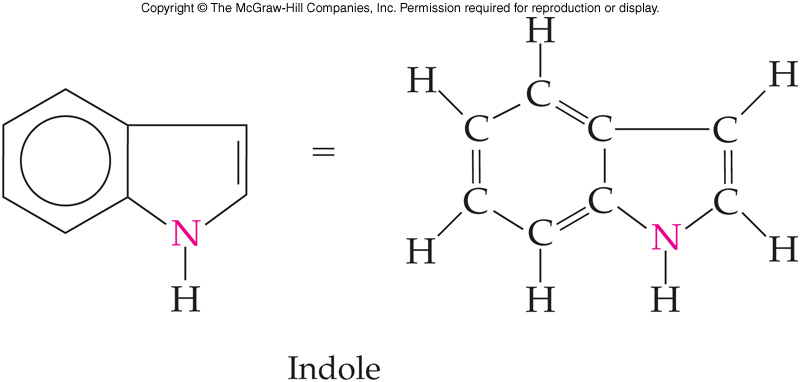 Copyright © The McGraw-Hill Companies, Inc. Permission required for reproduction or display.
H
H H
C
C C
=
C C C
N N
C
H H
H H H
Indole